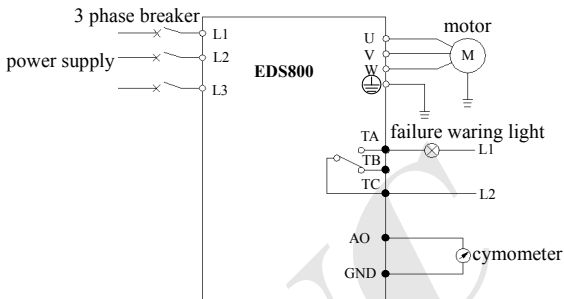 3 phase breaker
L1
L2
power supply
L3
EDS800
U
V
W
motor
M
TA
failure waring light
L1
TB
TC
L2
AO
cymometer
GND